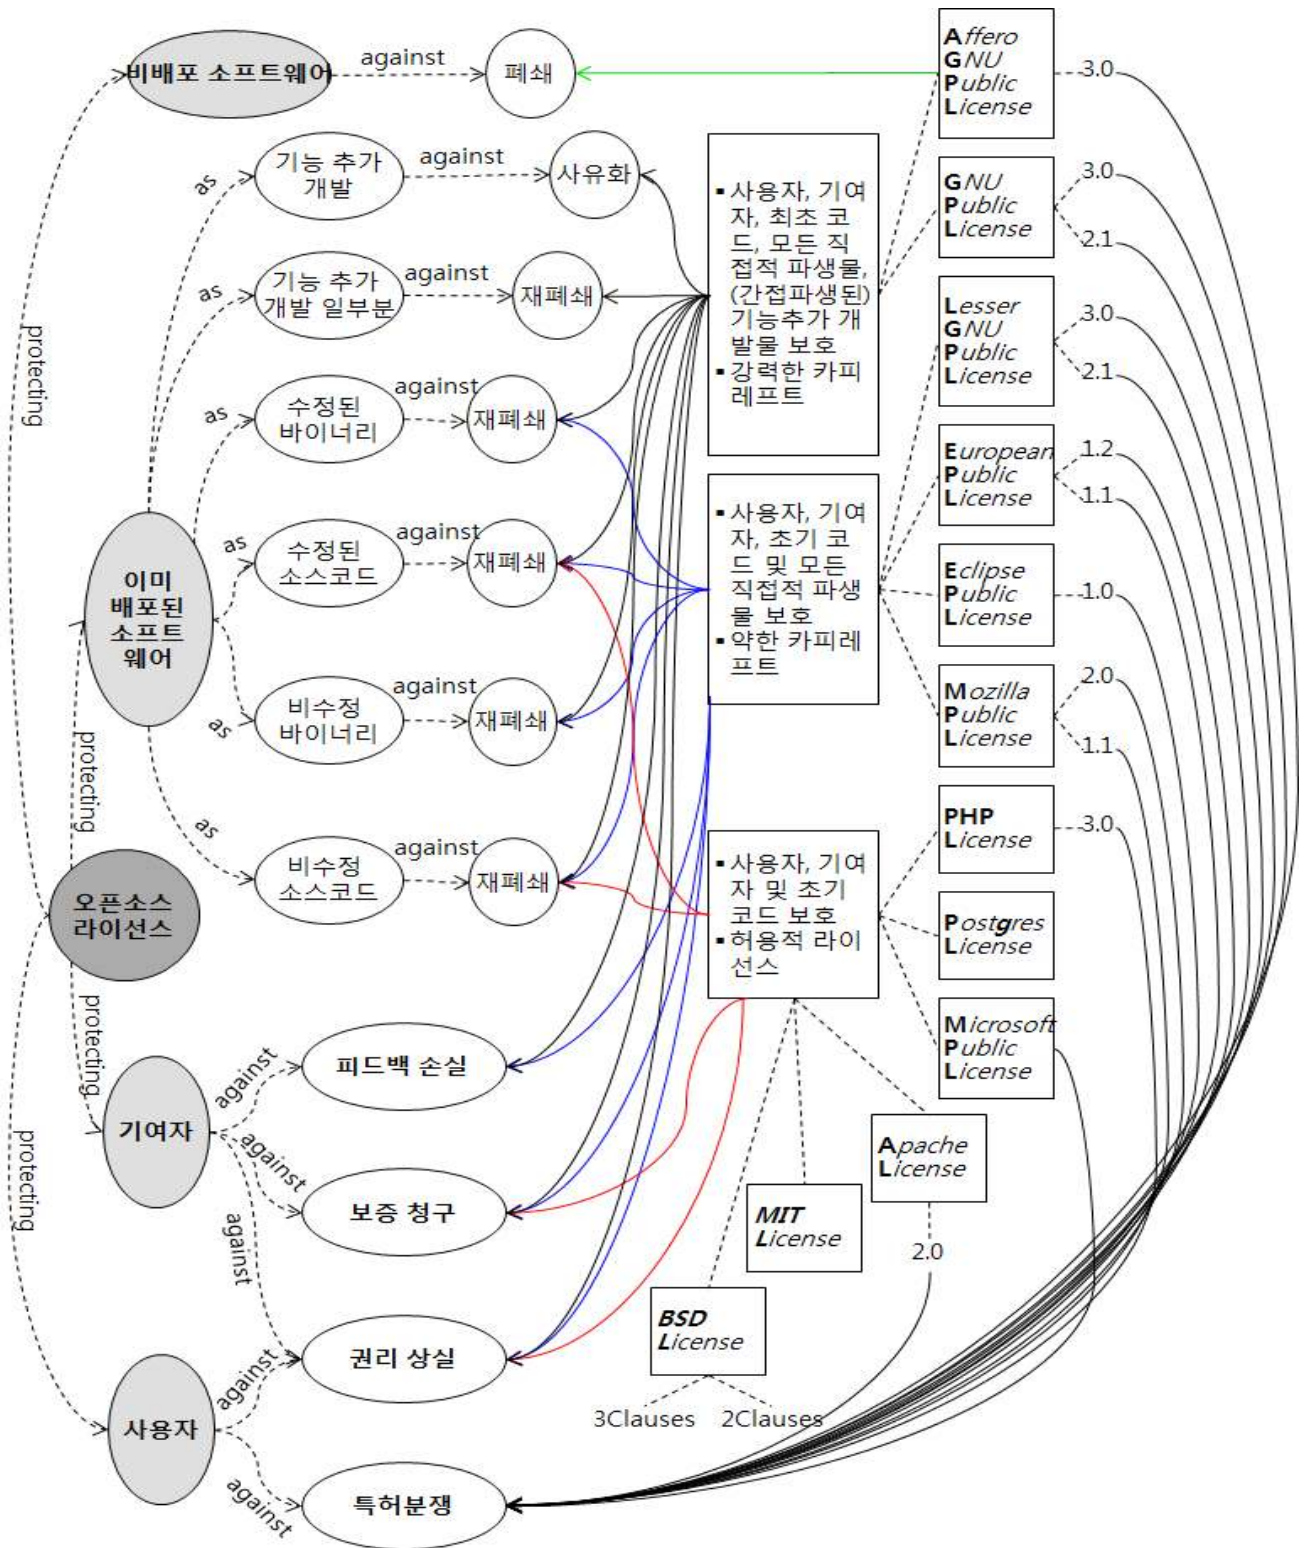 비배포 소프트웨어
against
폐쇄
Affero
GNU
Public
License
3.0
as
기능 추가
개발
against
사유화
GNU
Public
License
3.0
2.1
as
기능 추가
개발 일부분
against
재폐쇄
▪ 사용자, 기여
자, 최초 코
드, 모든 직
접적 파생물,
(간접파생된)
기능추가 개
발물 보호
▪ 강력한 카피
레프트
Lesser
GNU
Public
License
3.0
2.1
protecting
as
수정된
바이너리
against
재폐쇄
European
Public
License
1.2
1.1
이미
배포된
소프트
웨어
as
수정된
소스코드
against
재폐쇄
▪ 사용자, 기여
자, 초기 코
드 및 모든
직접적 파생
물 보호
▪ 약한 카피레
프트
Eclipse
Public
License
1.0
as
비수정
바이너리
against
재폐쇄
Mozilla
Public
License
2.0
1.1
protecting
as
비수정
소스코드
against
재폐쇄
▪ 사용자, 기여
자 및 초기
코드 보호
▪ 허용적 라이
선스
PHP
License
3.0
오픈소스
라이선스
Postgres
License
protecting
Microsoft
Public
License
기여자
against
피드백 손실
against
보증 청구
against
Apache
License
2.0
MIT
License
protecting
BSD
License
3Clauses
2Clauses
사용자
against
권리 상실
against
특허분쟁